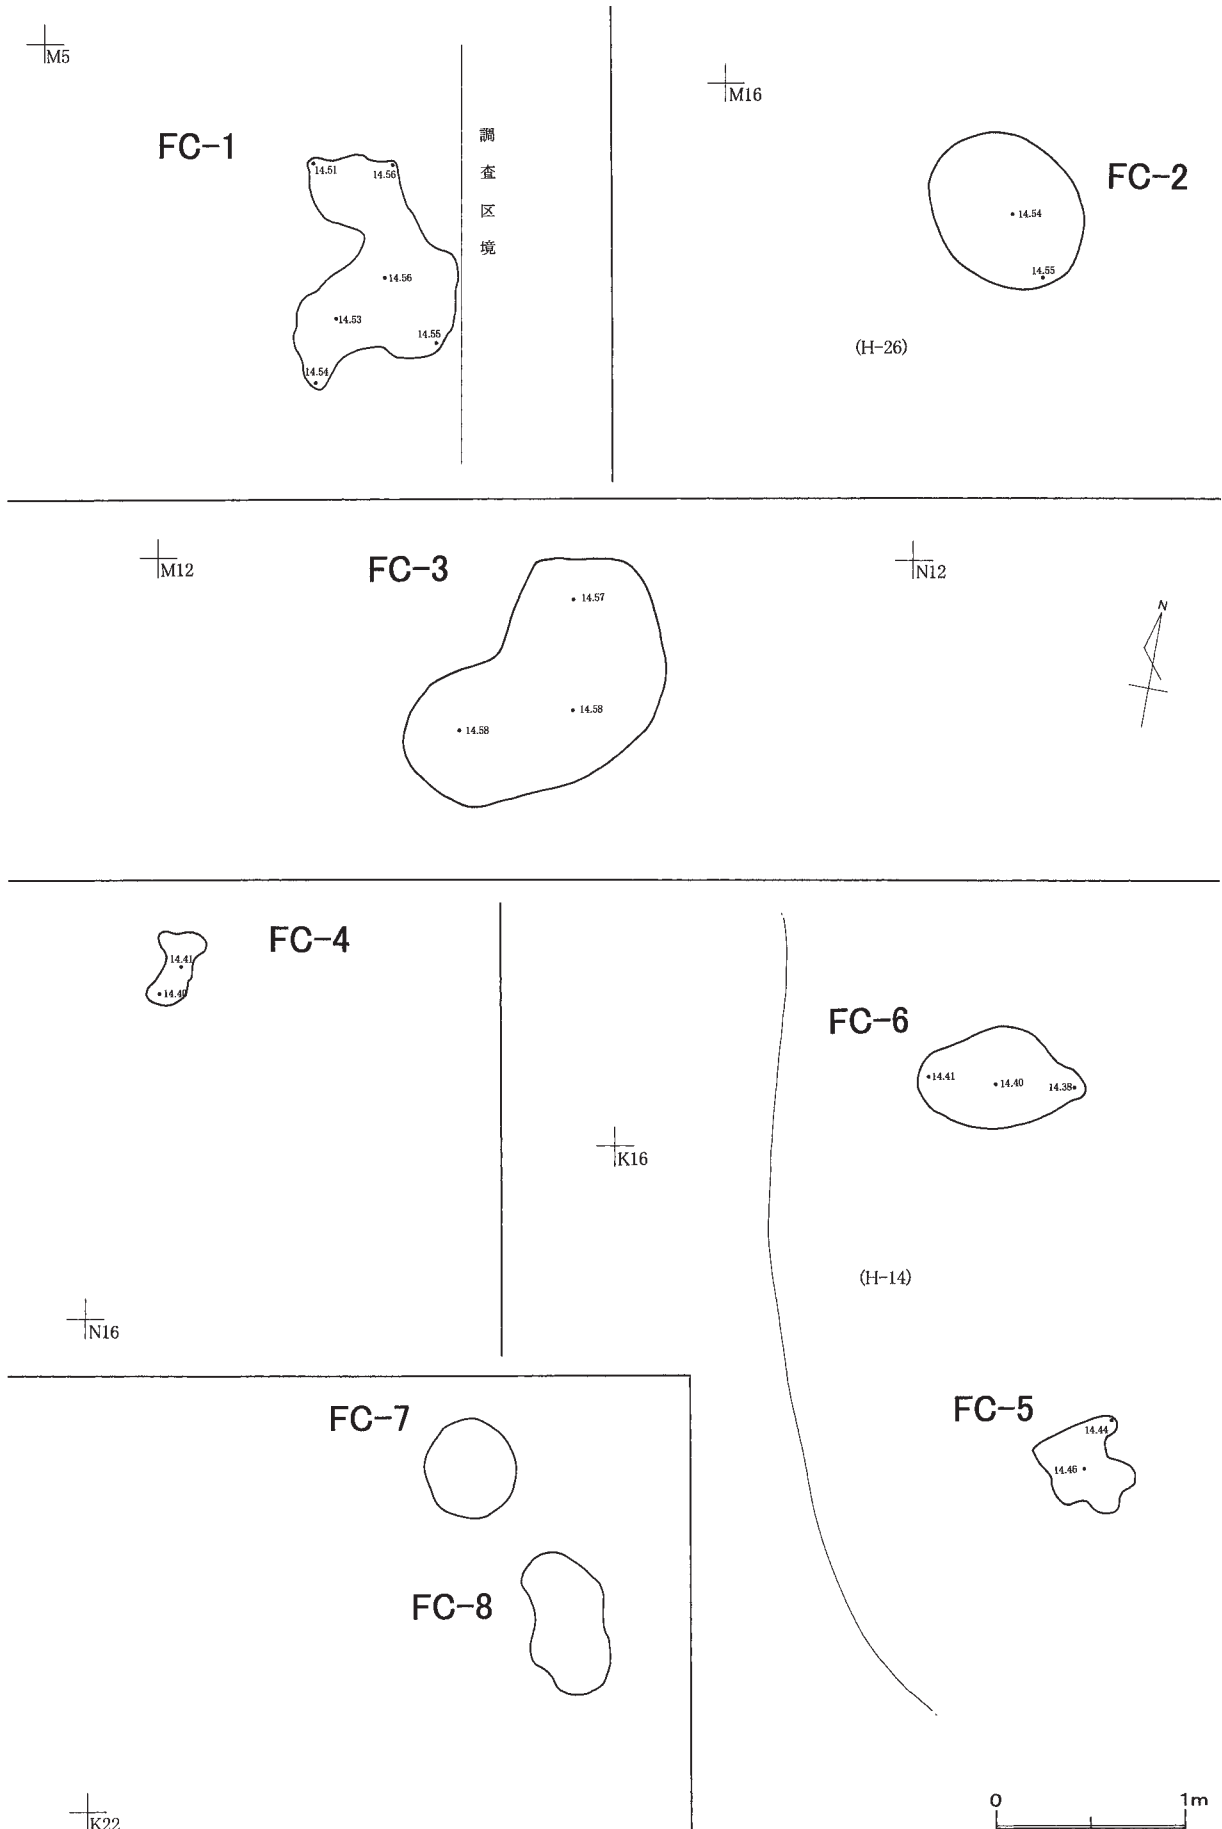 M5
FC-1
14.51
14.56
14.56
14.53
14.55
14.54
調査区境
M16
FC-2
14.54
14.55
(H-26)
M12
FC-3
14.57
14.58
14.58
N12
N
FC-4
14.41
14.40
N16
FC-6
14.41
14.40
14.38
K16
(H-14)
FC-5
14.44
14.46
FC-7
FC-8
K22
0 1m